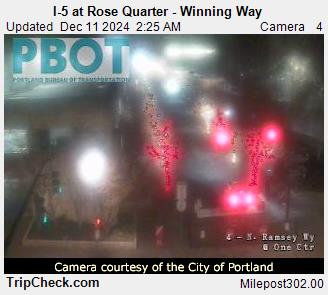 I-5 at Rose Quarter - Winning Way
Updated Dec 11 2024 2:25 AM Camera 4
PBOT
PORTLAND BUREAU OF TRANSPORTATION
4 - N. Ramsey Wy
@ One Ctr
Camera courtesy of the City of Portland
TripCheck.com Milepost302.00